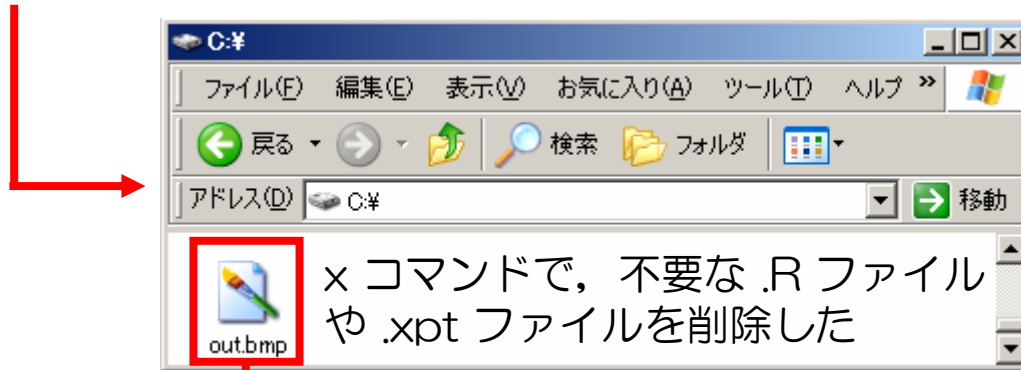 C:¥
ファイル(F) 編集(E) 表示(V) お気に入り(A) ツール(T) ヘルプ »
戻る 検索 フォルダ
アドレス(D) C:¥ 移動
x コマンドで，不要な .R ファイル
や .xpt ファイルを削除した
out.bmp